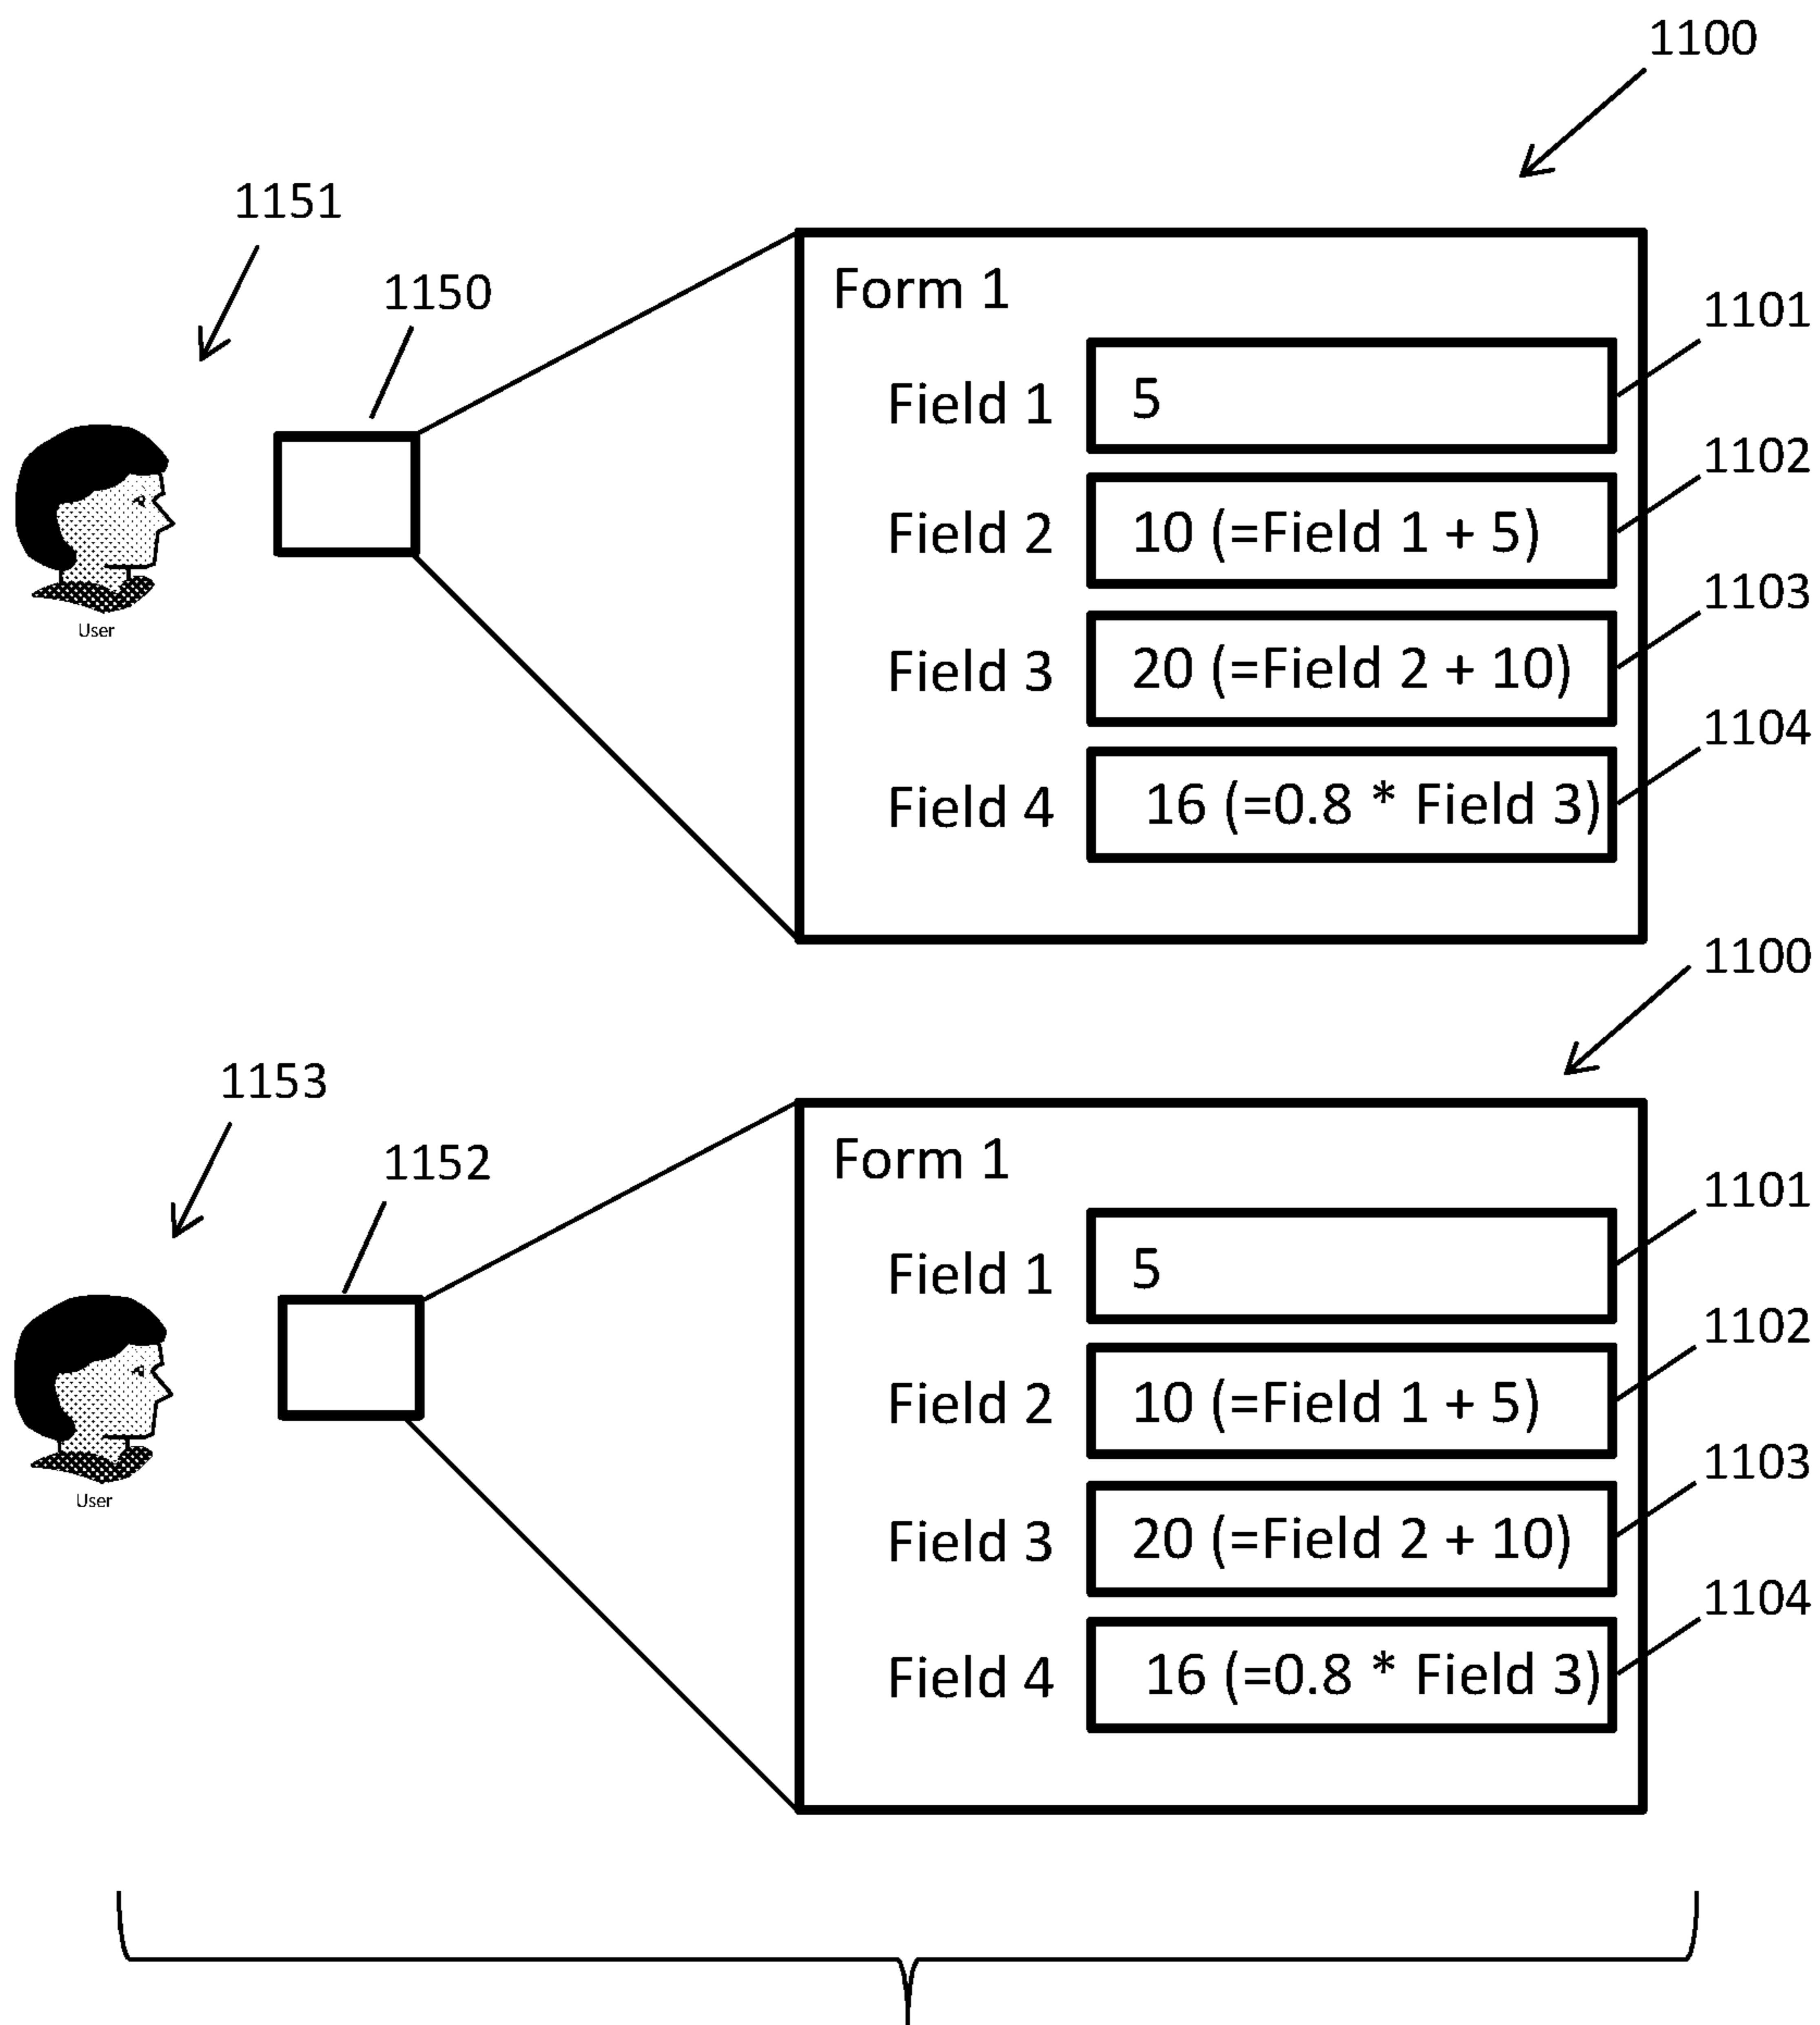 1100
1151
1150
Form 1
1101
Field 1 5
1102
Field 2 10 (=Field 1 + 5)
1103
Field 3 20 (=Field 2 + 10)
1104
Field 4 16 (=0.8 * Field 3)
User
1100
1153
1152
Form 1
1101
Field 1 5
1102
Field 2 10 (=Field 1 + 5)
1103
Field 3 20 (=Field 2 + 10)
1104
Field 4 16 (=0.8 * Field 3)
User